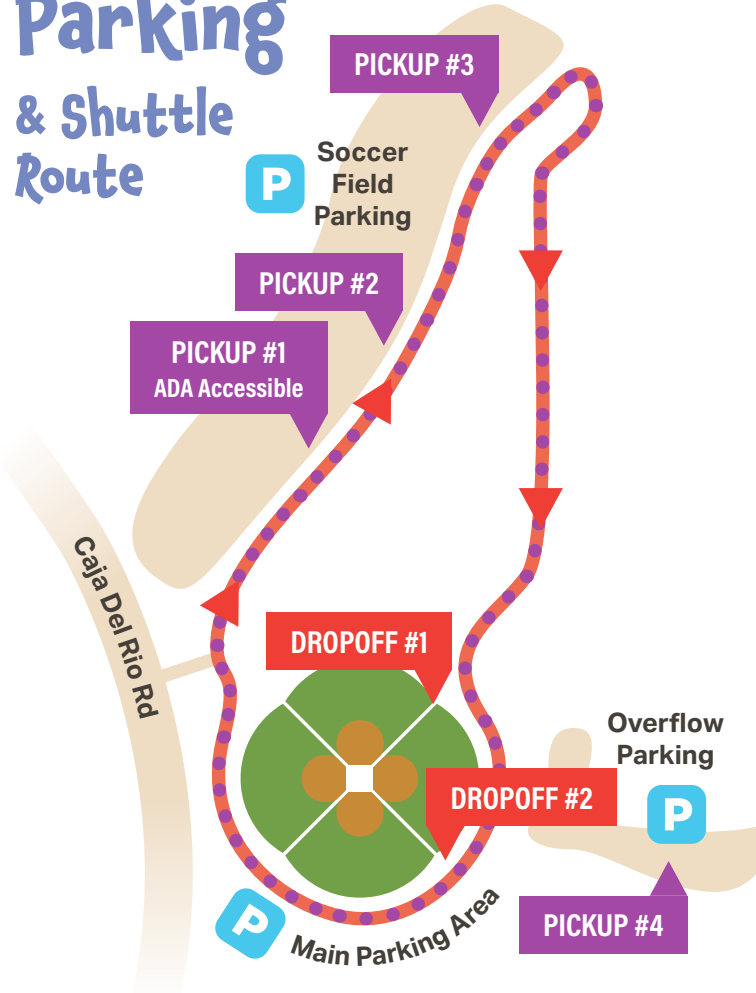 Parking
& Shuttle
Route
PICKUP #3
P
Soccer
Field
Parking
PICKUP #2
PICKUP #1
ADA Accessible
Caja Del Rio Rd
DROPOFF #1
Overflow
Parking
P
DROPOFF #2
P
Main Parking Area
PICKUP #4